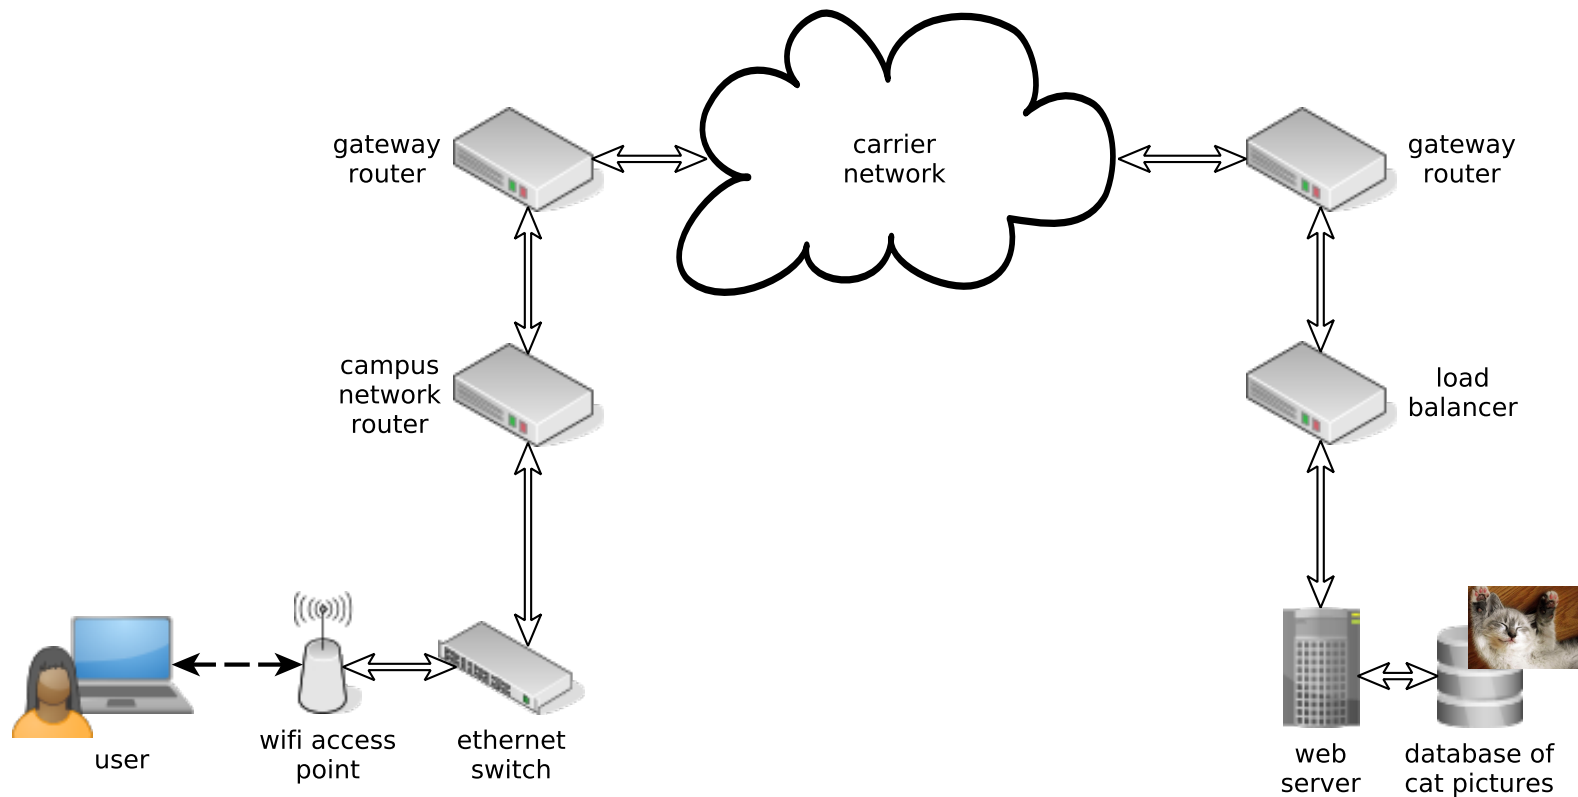 gateway
router
carrier
network
gateway
router
campus
network
router
load
balancer
user
wifi access
point
ethernet
switch
web
server
database of
cat pictures